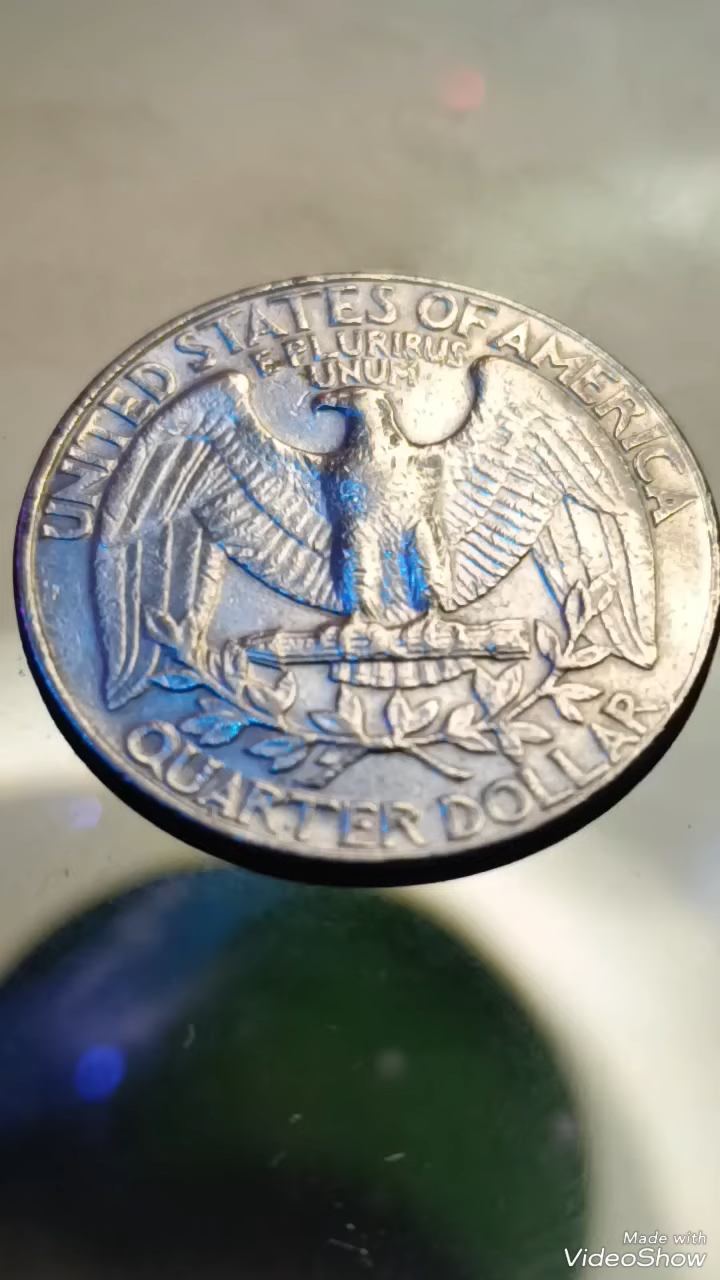 UNITED STATES OF AMERICA
E PLURIBUS
UNUM
QUARTER DOLLAR
Made with
VideoShow